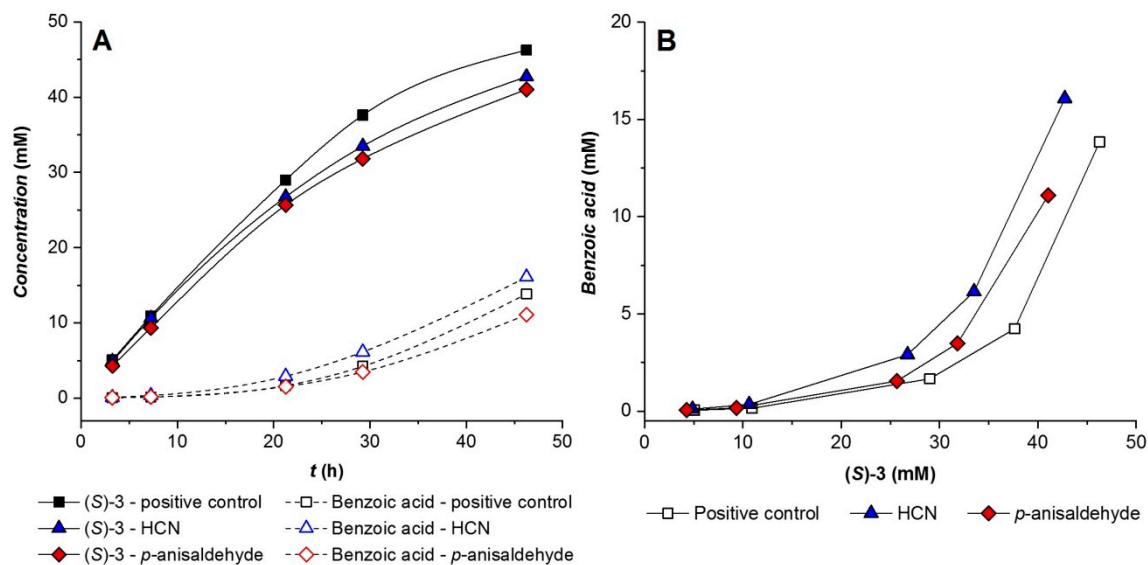 A
50
40
30
20
10
0
Concentration (mM)
0 10 20 30 40 50
t (h)
(S)-3 - positive control
(S)-3 - HCN
(S)-3 - p-anisaldehyde
Benzoic acid - positive control
Benzoic acid - HCN
Benzoic acid - p-anisaldehyde
B
20
15
10
5
0
Benzoic acid (mM)
0 10 20 30 40 50
(S)-3 (mM)
Positive control HCN p-anisaldehyde